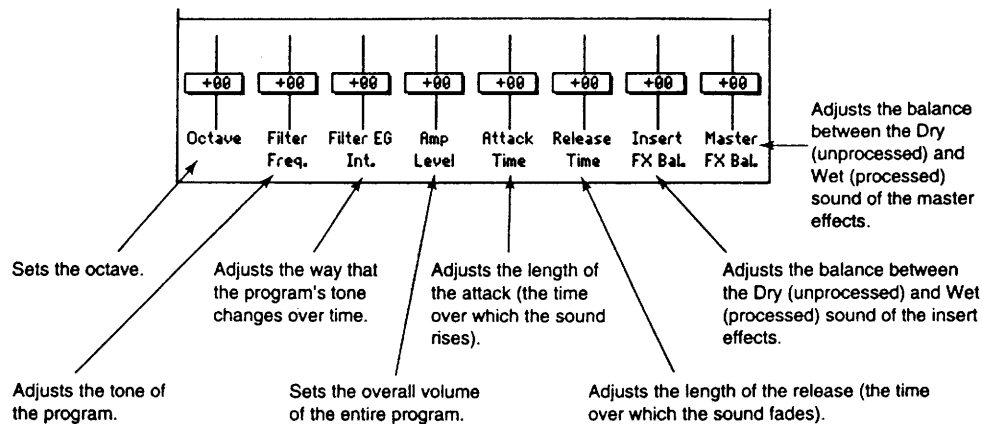 +00 +00 +00 +00 +00 +00 +00 +00
Octave Filter Filter EG Amp Attack Release Insert Master
Freq. Int. Level Time Time FX Bal. FX Bal.
Adjusts the balance
between the Dry
(unprocessed) and
Wet (processed)
sound of the master
effects.
Sets the octave.
Adjusts the way that
the program's tone
changes over time.
Adjusts the length of
the attack (the time
over which the sound
rises).
Adjusts the balance between
the Dry (unprocessed) and Wet
(processed) sound of the insert
effects.
Adjusts the tone of
the program.
Sets the overall volume
of the entire program.
Adjusts the length of the release (the time
over which the sound fades).